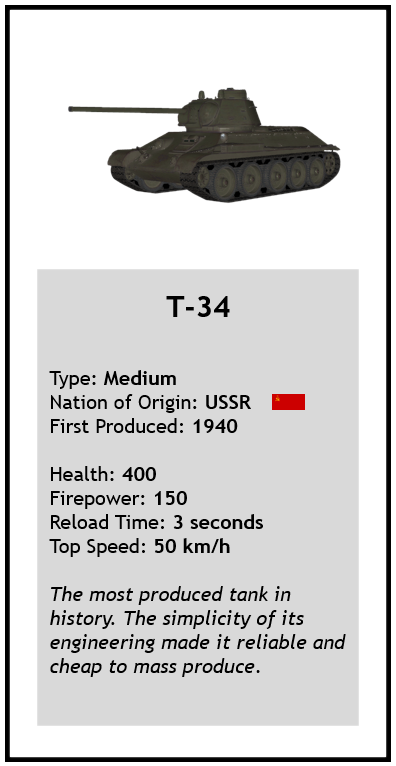 T-34
Type: Medium
Nation of Origin: USSR
First Produced: 1940
Health: 400
Firepower: 150
Reload Time: 3 seconds
Top Speed: 50 km/h
The most produced tank in
history. The simplicity of its
engineering made it reliable and
cheap to mass produce.